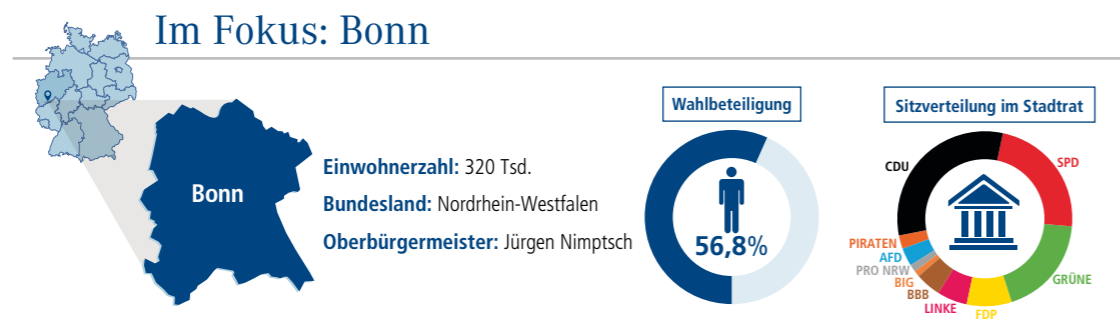 Im Fokus: Bonn
Bonn
Einwohnerzahl: 320 Tsd.
Bundesland: Nordrhein-Westfalen
Oberbürgermeister: Jürgen Nimptsch
Wahlbeteiligung
56,8%
Sitzverteilung im Stadtrat
CDU
SPD
PIRATEN
AFD
PRO NRW
BIG
BBB
LINKE
FDP
GRÜNE